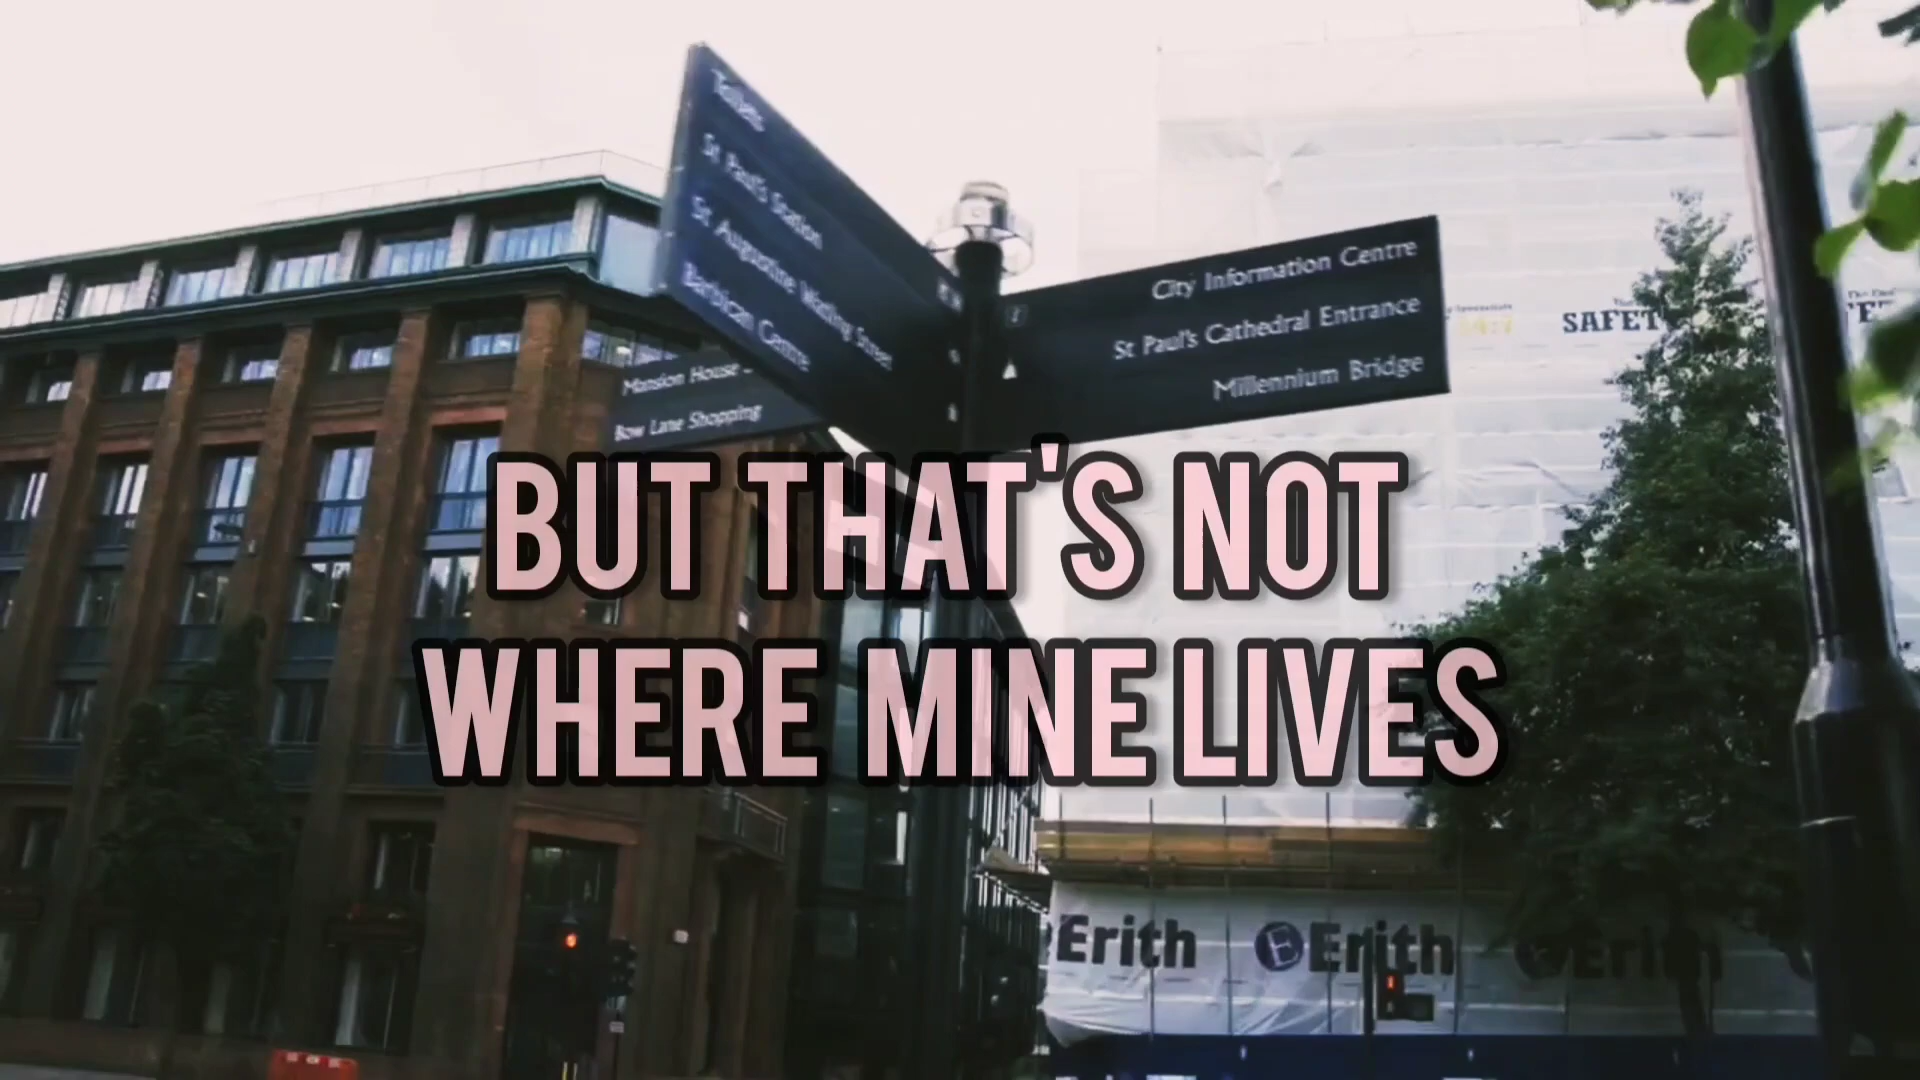 Toilets
St Paul's Station
St Augustine Watling Street
Barbican Centre
Mansion House
Bow Lane Shopping
City Information Centre
St Paul's Cathedral Entrance
Millennium Bridge
SAFET
BUT THAT'S NOT
WHERE MINE LIVES
Erith
Erith
Erith